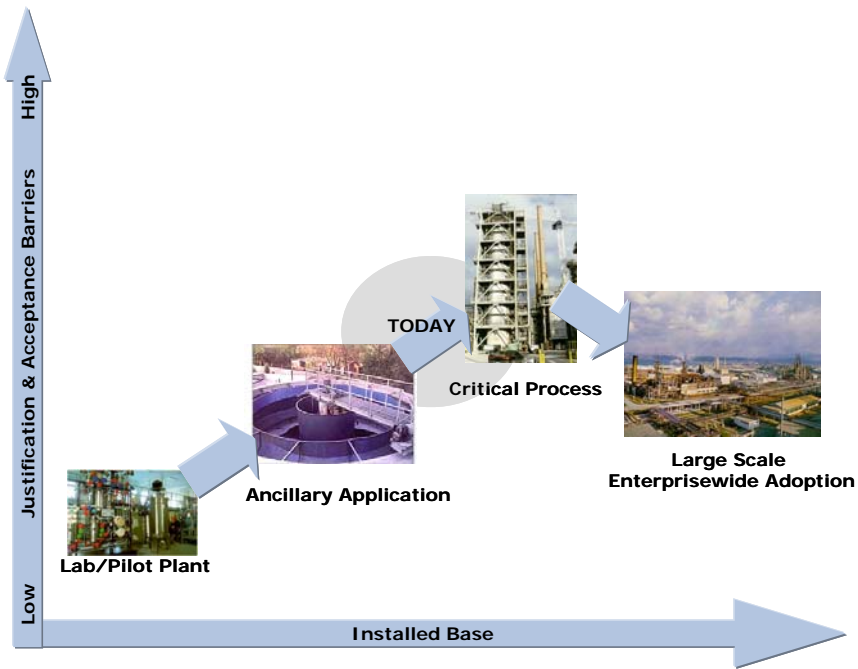 High
Justification & Acceptance Barriers
Low
TODAY
Critical Process
Large Scale
Enterprisewide Adoption
Ancillary Application
Lab/Pilot Plant
Installed Base